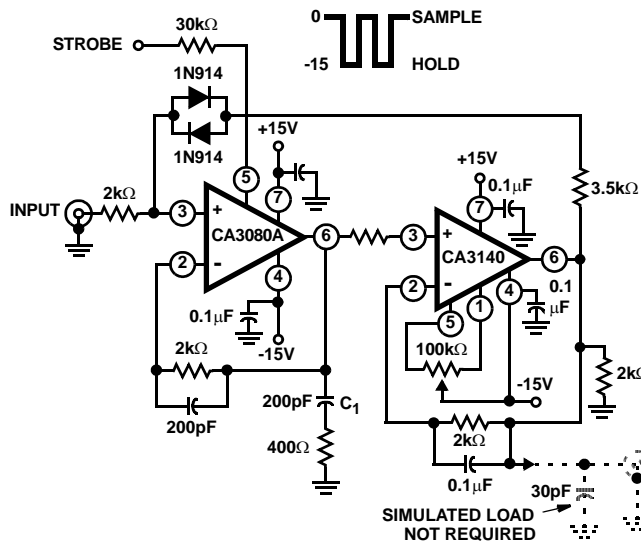 0
SAMPLE
-15
HOLD
30kΩ
STROBE
1N914
1N914
+15V
+15V
0.1µF
3.5kΩ
2kΩ
INPUT
5
7
7
3
+
CA3080A
6
3
+
CA3140
6
2
-
4
2
-
4
0.1
µF
5
1
0.1µF
-15V
100kΩ
-15V
2kΩ
200pF
200pF
C1
400Ω
2kΩ
2kΩ
0.1µF
30pF
SIMULATED LOAD
NOT REQUIRED